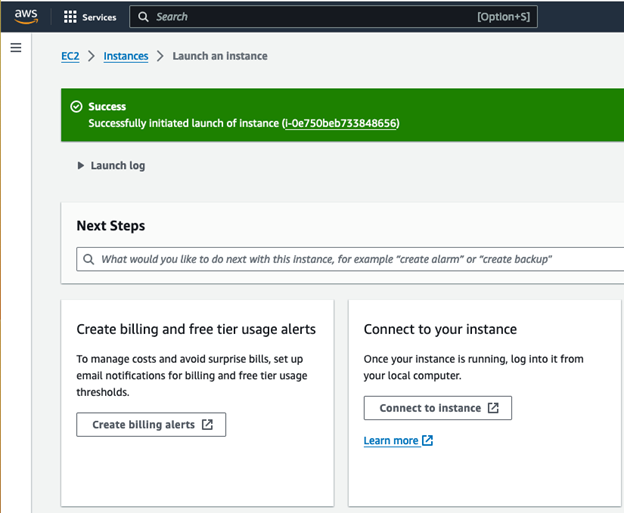 aws
Services
Search
[Option+S]
EC2 > Instances > Launch an instance
Success
Successfully initiated launch of instance (i-0e750beb733848656)
Launch log
Next Steps
What would you like to do next with this instance, for example “create alarm” or “create backup”
Create billing and free tier usage alerts
To manage costs and avoid surprise bills, set up
email notifications for billing and free tier usage
thresholds.
Create billing alerts
Connect to your instance
Once your instance is running, log into it from
your local computer.
Connect to instance
Learn more